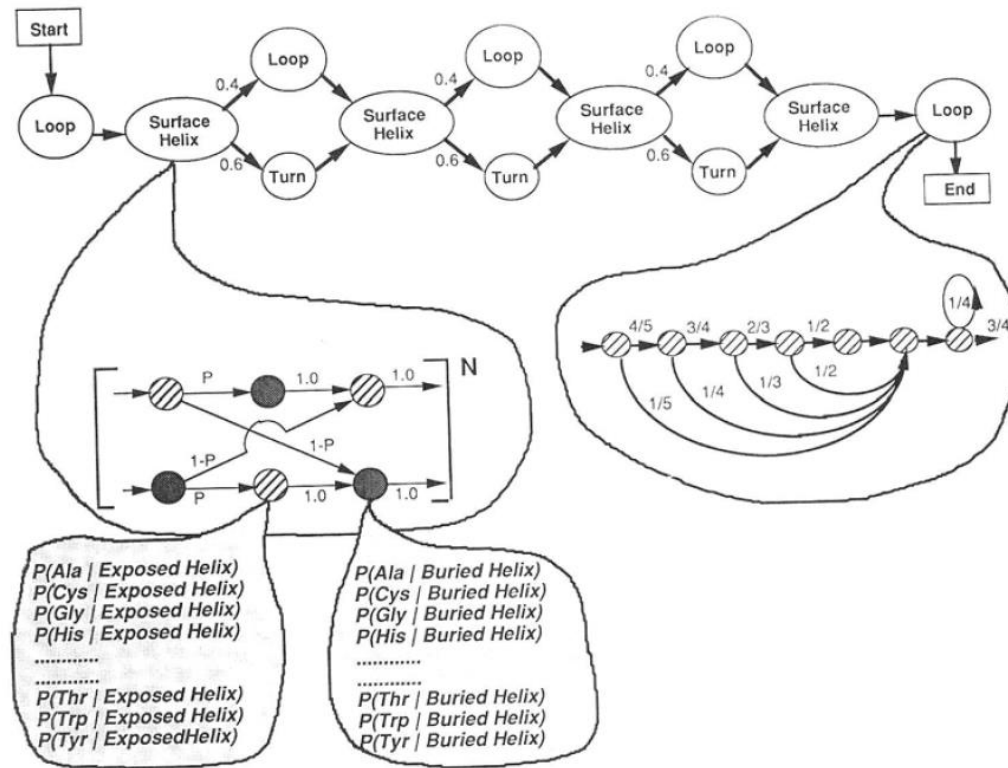 Start
Loop
Surface
Helix
0.4
Loop
0.6
Turn
Surface
Helix
0.4
Loop
0.6
Turn
Surface
Helix
0.4
Loop
0.6
Turn
Surface
Helix
Loop
End
P
1.0
1.0
N
1-P
1-P
P
1.0
1.0
4/5
3/4
2/3
1/2
1/4
3/4
1/5
1/4
1/3
1/2
P(Ala | Exposed Helix)
P(Cys | Exposed Helix)
P(Gly | Exposed Helix)
P(His | Exposed Helix)
............
............
P(Thr | Exposed Helix)
P(Trp | Exposed Helix)
P(Tyr | ExposedHelix)
P(Ala | Buried Helix)
P(Cys | Buried Helix)
P(Gly | Buried Helix)
P(His | Buried Helix)
............
............
P(Thr | Buried Helix)
P(Trp | Buried Helix)
P(Tyr | Buried Helix)